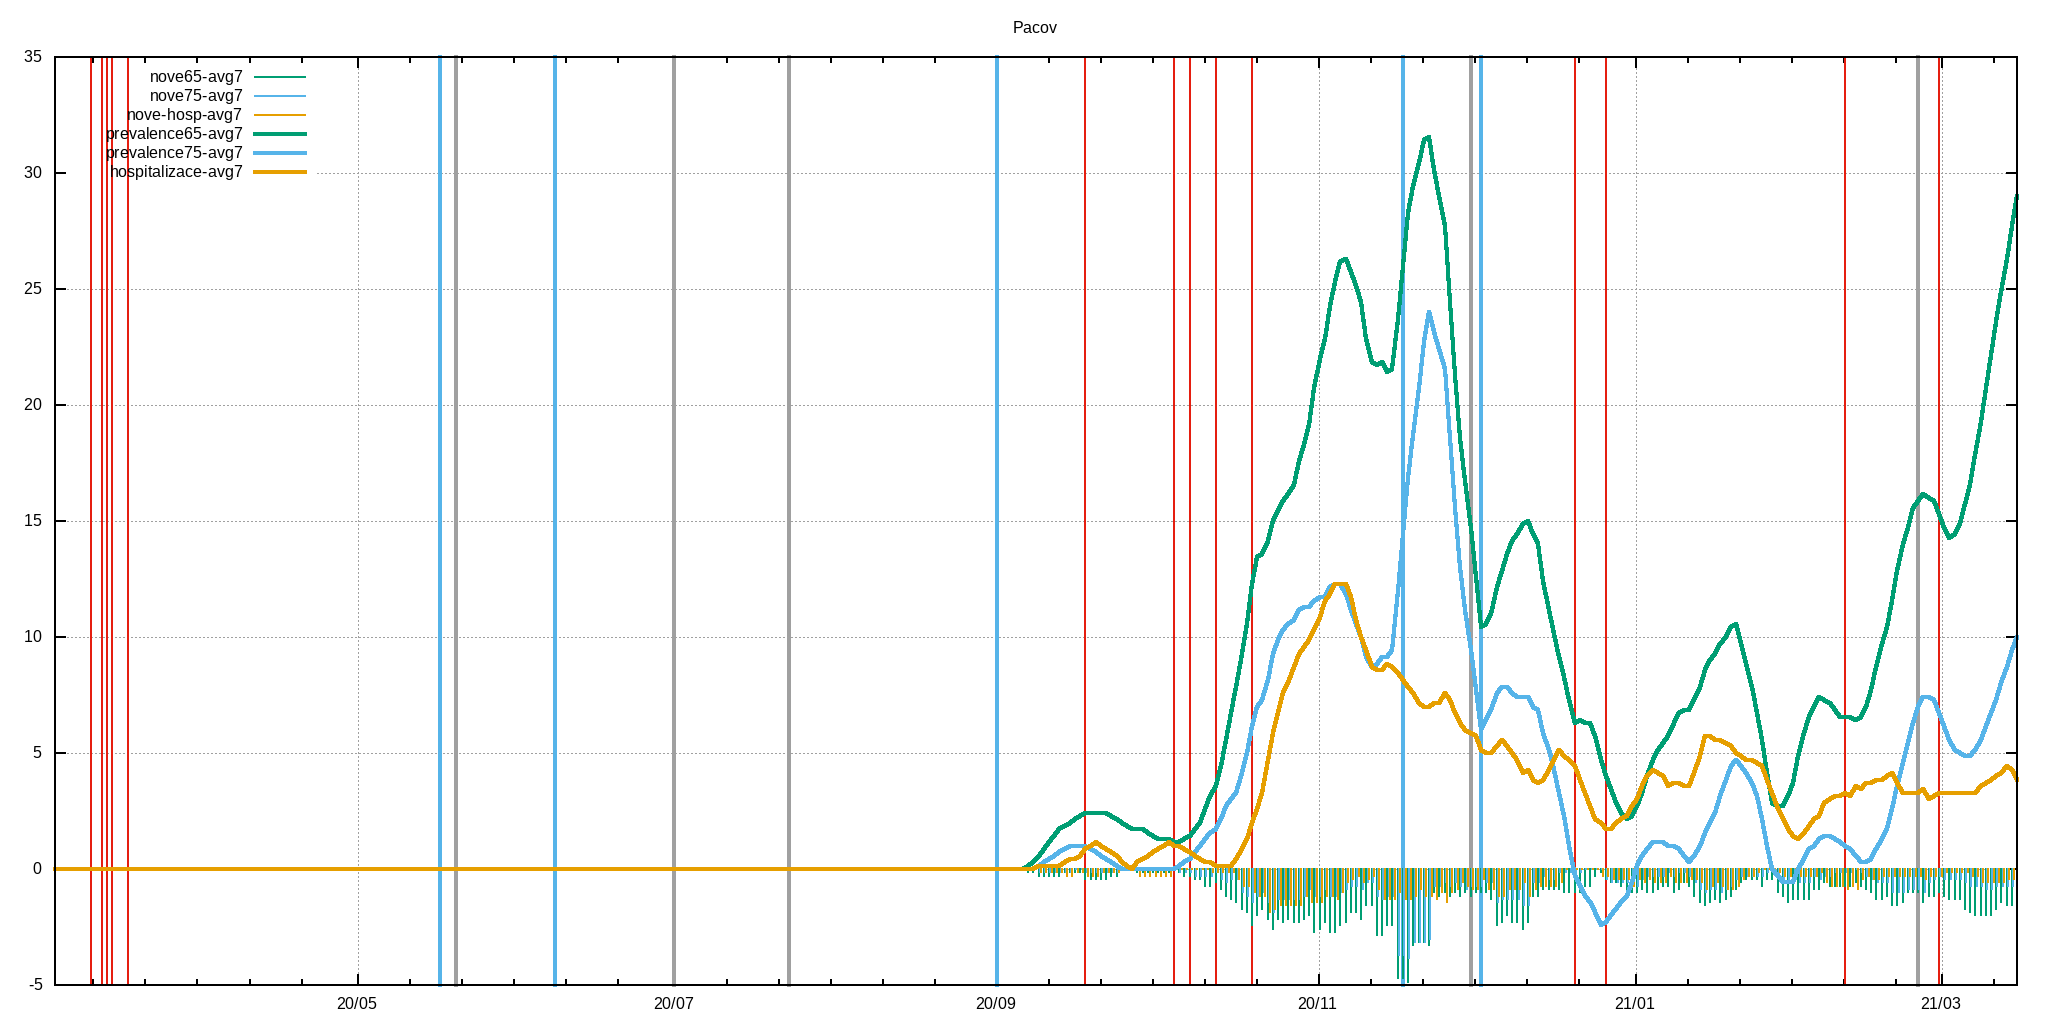 Pacov
35
30
25
20
15
10
5
0
-5
nove65-avg7
nove75-avg7
nove-hosp-avg7
prevalence65-avg7
prevalence75-avg7
hospitalizace-avg7
20/05
20/07
20/09
20/11
21/01
21/03